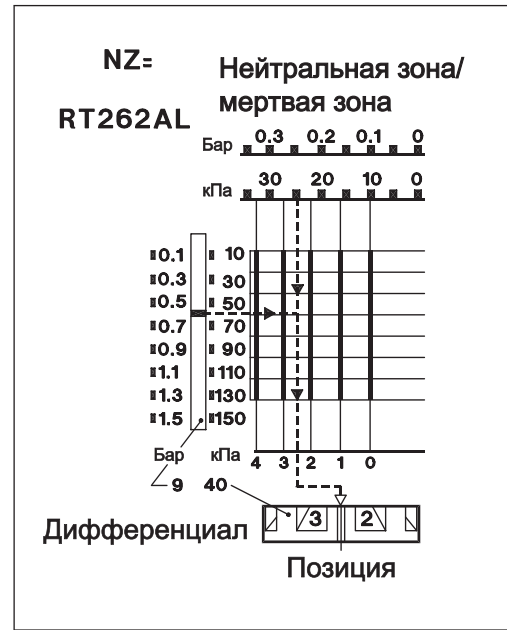 NZ=
Нейтральная зона/
RT262AL
мертвая зона
Бар 0.3 0.2 0.1 0
кПа 30 20 10 0
0.1 10
0.3 30
0.5 50
0.7 70
0.9 90
1.1 110
1.3 130
1.5 150
Бар кПа 4 3 2 1 0
9 40
3 2
Дифференциал
Позиция